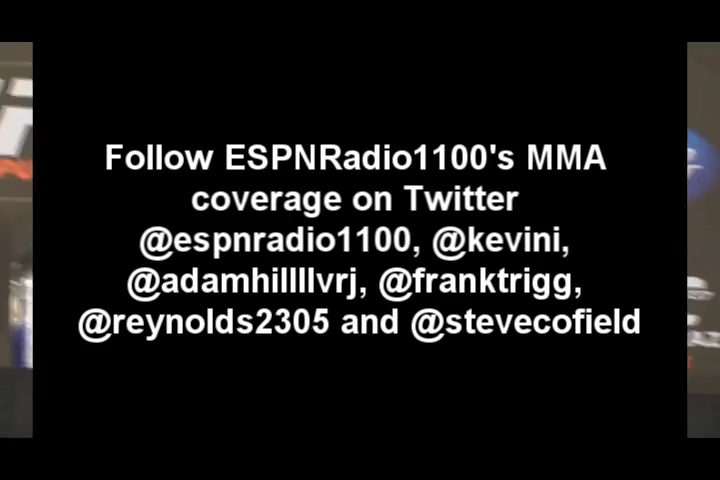 Follow ESPNRadio1100's MMA
coverage on Twitter
@espnradio1100, @kevini,
@adamhillllvrj, @franktrigg,
@reynolds2305 and @stevecofield